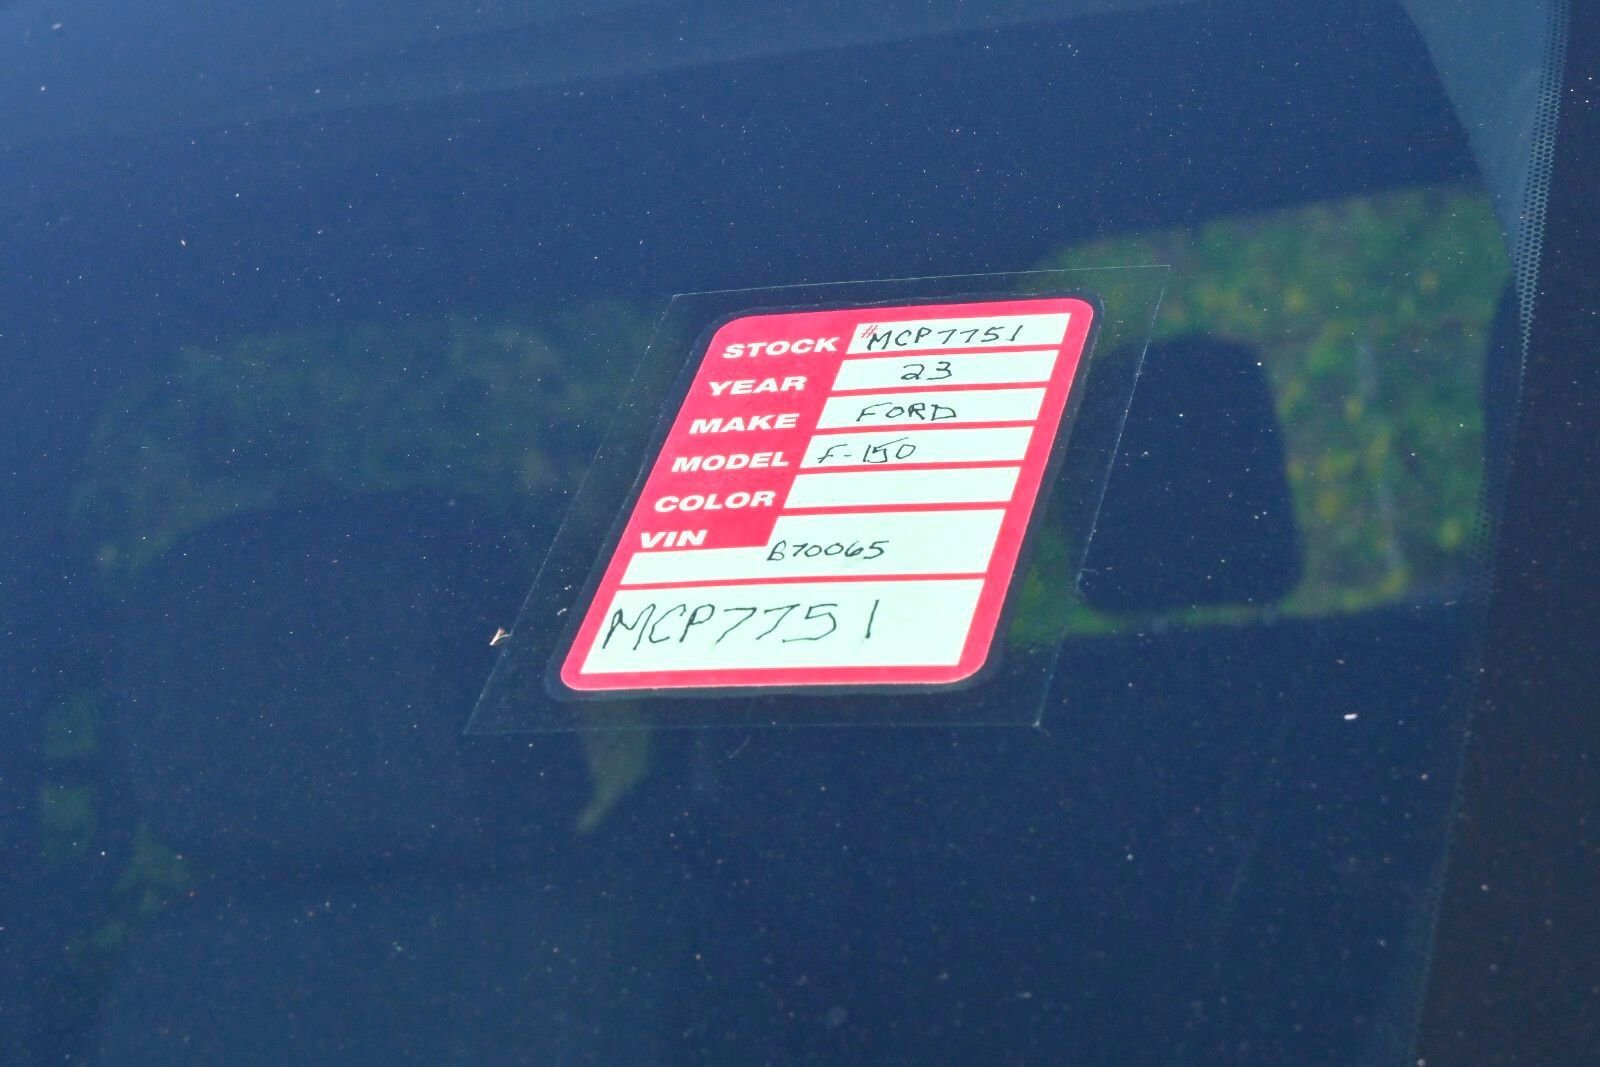 STOCK #MCP7751
YEAR 23
MAKE FORD
MODEL F-150
COLOR
VIN
B70065
MCP7751